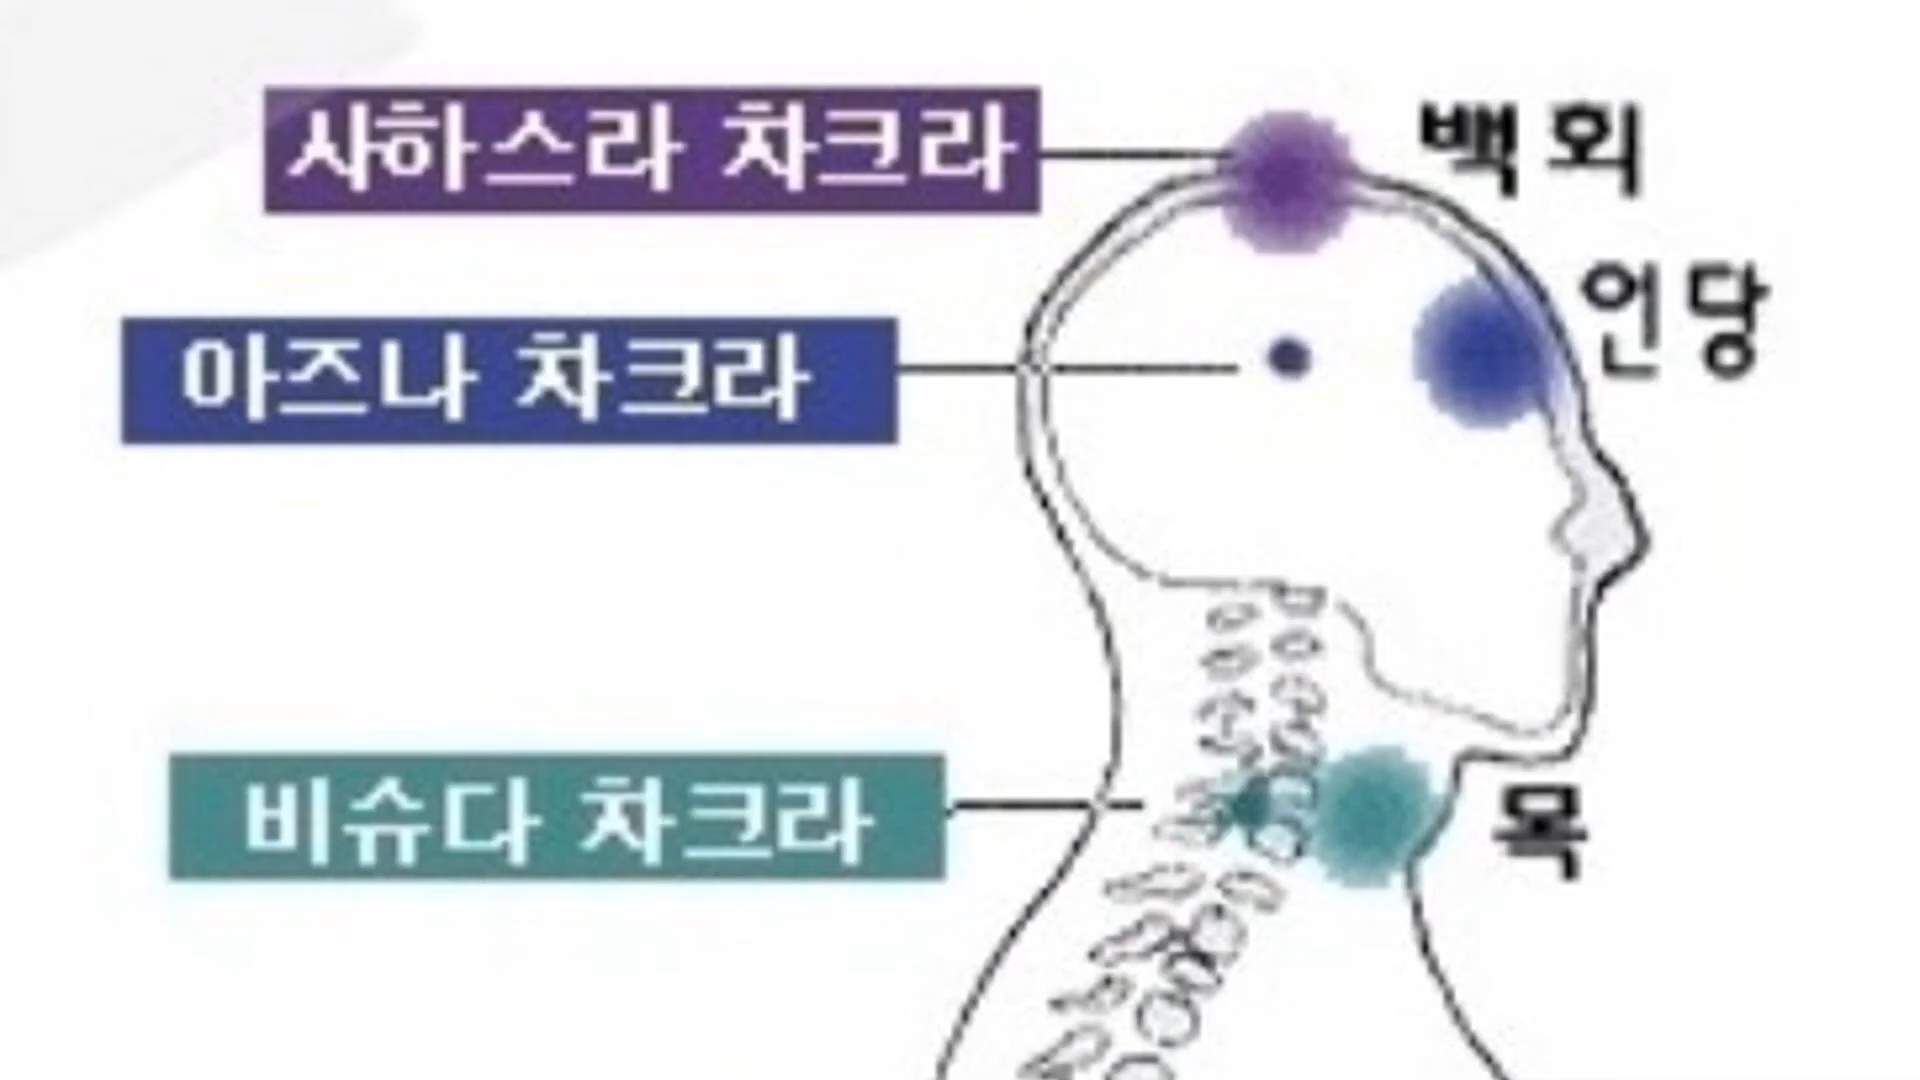 사하스라 차크라
백회
인당
아즈나 차크라
비슈다 차크라
목